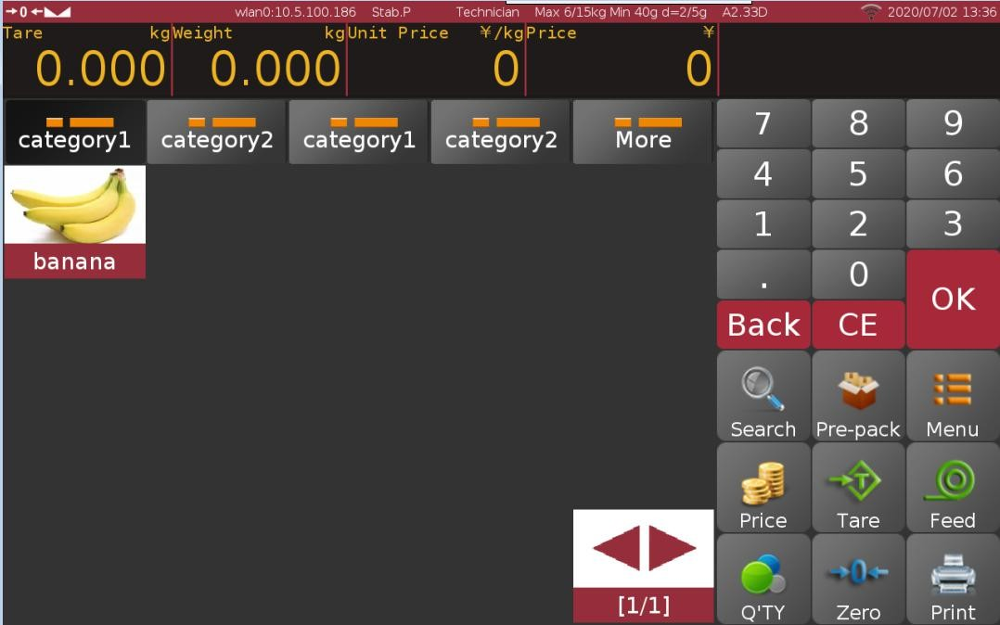 →0← wlan0:10.5.100.186 Stab.P Technician Max 6/15kg Min 40g d=2/5g A2.33D 2020/07/02 13:36
Tare kg Weight kg Unit Price ¥/kg Price ¥
0.000 0.000 0 0
category1 category2 category1 category2 More
banana
[1/1]
7 8 9
4 5 6
1 2 3
. 0 OK
Back CE
Search Pre-pack Menu
Price Tare Feed
Q'TY Zero Print